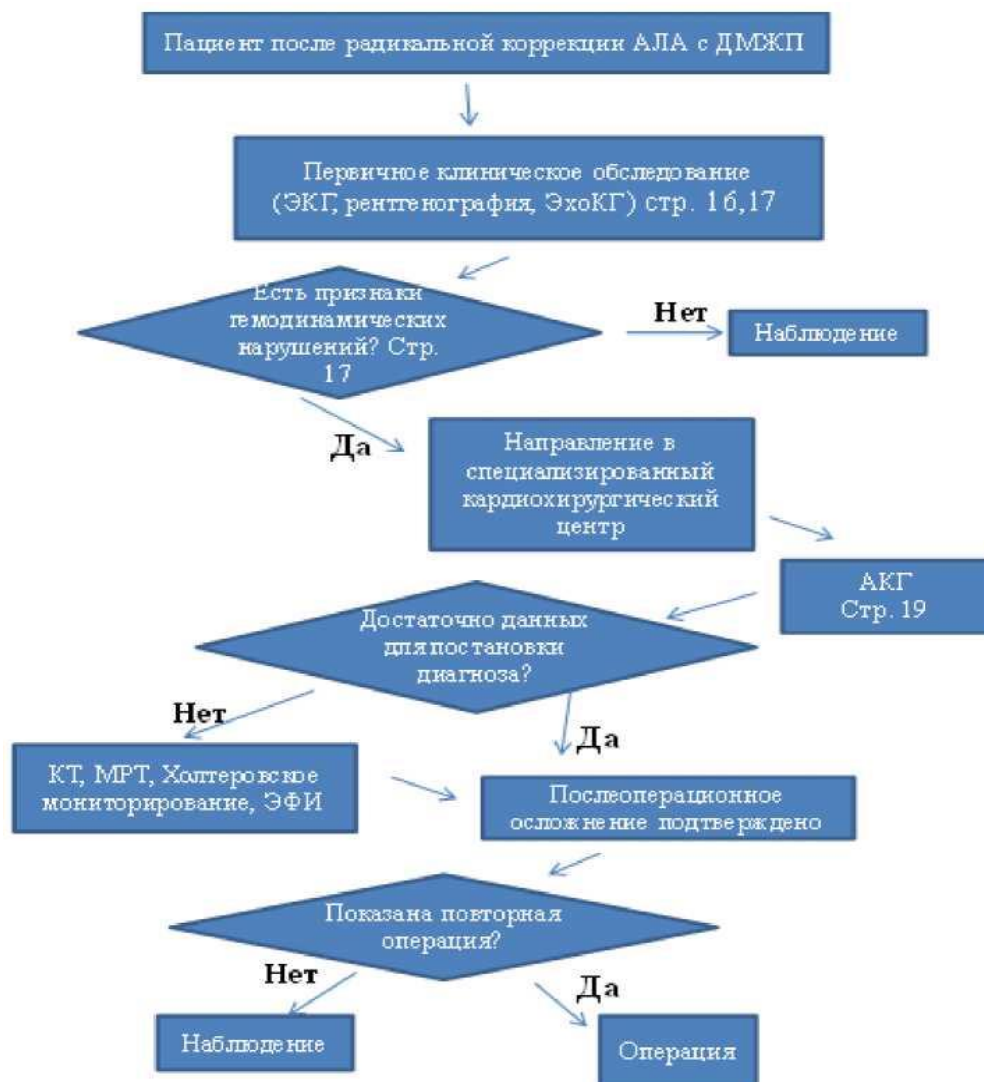 Пациент после радикальной коррекции АЛА с ДМЖП
Первичное клиническое обследование
(ЭКГ, рентгенография, ЭхоКГ) стр. 16,17
Есть признаки
гемодинамических
нарушений? Стр.
17
Нет
Наблюдение
Да
Направление в
специализированный
кардиохирургический
центр
АКГ
Стр. 19
Достаточно данных
для постановки
диагноза?
Нет
Да
КТ, МРТ, Холтеровское
мониторирование, ЭФИ
Послеоперационное
осложнение подтверждено
Показана повторная
операция?
Нет
Да
Наблюдение
Операция